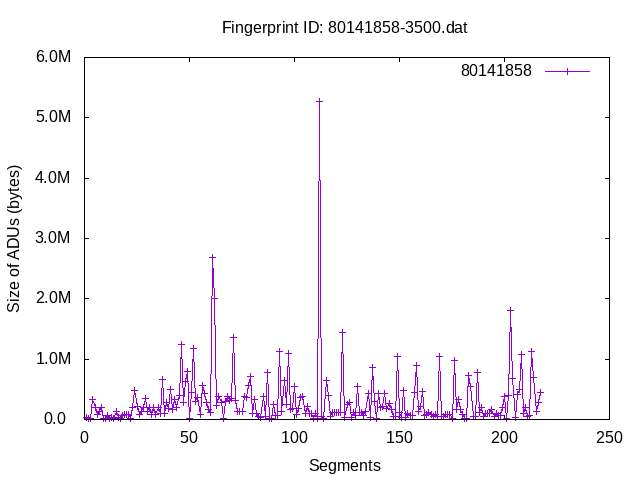 Fingerprint ID: 80141858-3500.dat
6.0M
80141858
5.0M
4.0M
3.0M
2.0M
1.0M
0.0
Size of ADUs (bytes)
0 50 100 150 200 250
Segments